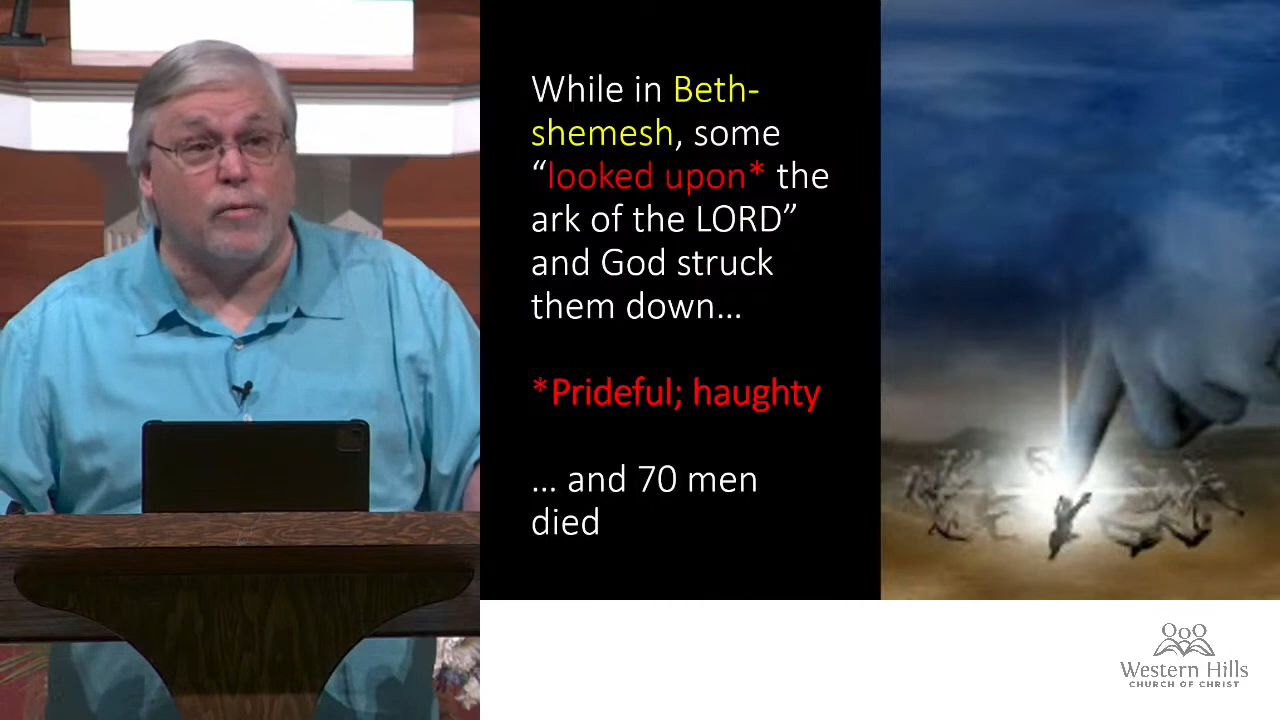 While in Beth-
shemesh, some
“looked upon* the
ark of the LORD”
and God struck
them down…
*Prideful; haughty
… and 70 men
died
Western Hills
CHURCH OF CHRIST